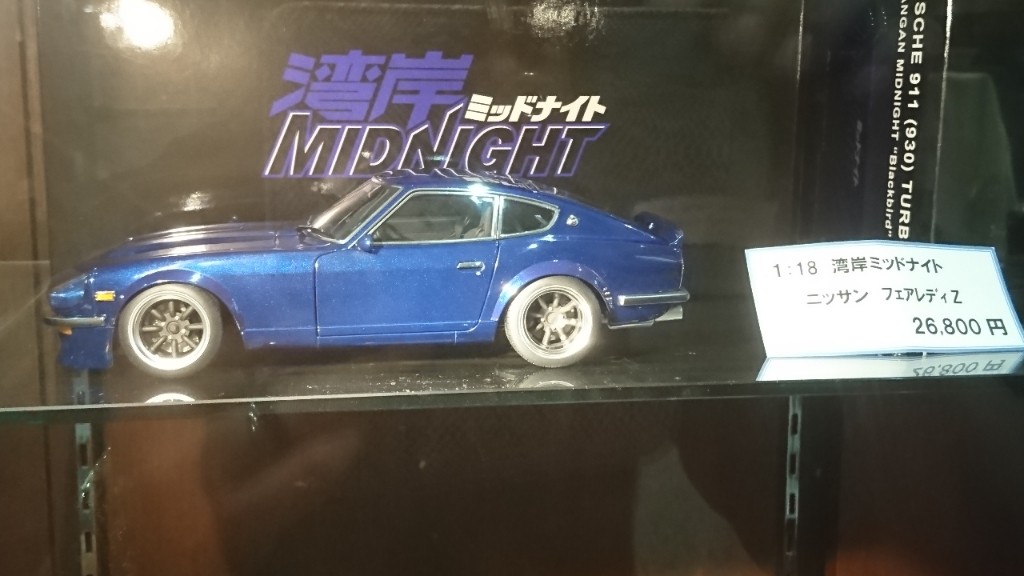 湾岸
ミッドナイト
MIDNIGHT
SCHE 911 (930) TURB
ANGAN MIDNIGHT "Blackbird"
1:18 湾岸ミッドナイト
ニッサン フェアレディZ
26,800円